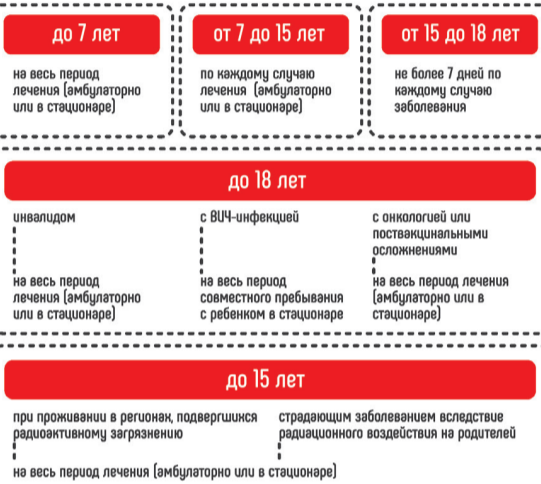 до 7 лет
на весь период
лечения (амбулаторно
или в стационаре)
от 7 до 15 лет
по каждому случаю
лечения (амбулаторно
или в стационаре)
от 15 до 18 лет
не более 7 дней по
каждому случаю
заболевания
до 18 лет
инвалидом
на весь период
лечения (амбулаторно
или в стационаре)
с ВИЧ-инфекцией
на весь период
совместного пребывания
с ребенком в стационаре
с онкологией или
поствакцинальными
осложнениями
на весь период лечения
(амбулаторно или в
стационаре)
до 15 лет
при проживании в регионах, подвергшихся
радиоактивному загрязнению
страдающим заболеванием вследствие
радиационного воздействия на родителей
на весь период лечения (амбулаторно или в стационаре)